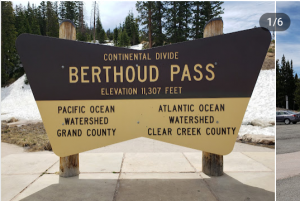 1/6
CONTINENTAL DIVIDE
BERTHOUD PASS
ELEVATION 11,307 FEET
PACIFIC OCEAN
WATERSHED
GRAND COUNTY
ATLANTIC OCEAN
WATERSHED
CLEAR CREEK COUNTY